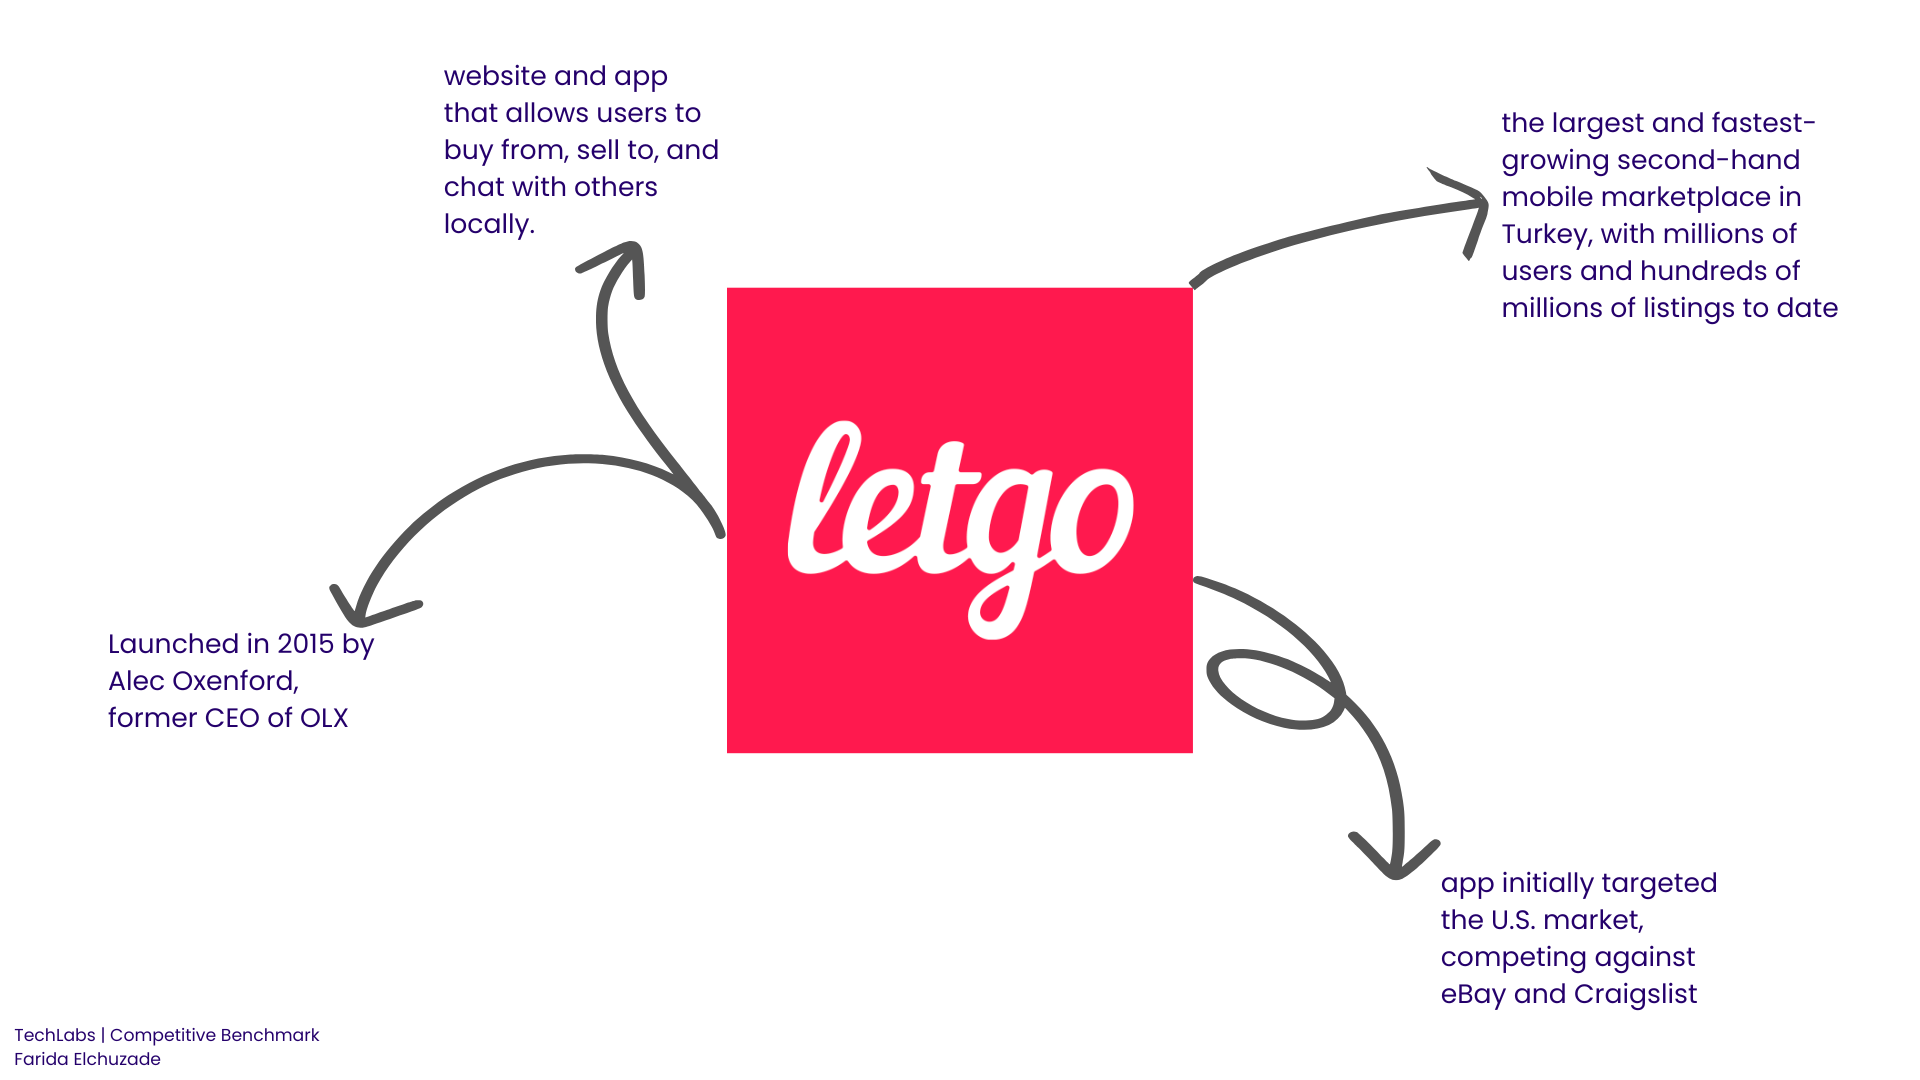 website and app
that allows users to
buy from, sell to, and
chat with others
locally.
the largest and fastest-
growing second-hand
mobile marketplace in
Turkey, with millions of
users and hundreds of
millions of listings to date
letgo
Launched in 2015 by
Alec Oxenford,
former CEO of OLX
app initially targeted
the U.S. market,
competing against
eBay and Craigslist
TechLabs | Competitive Benchmark
Farida Elchuzade